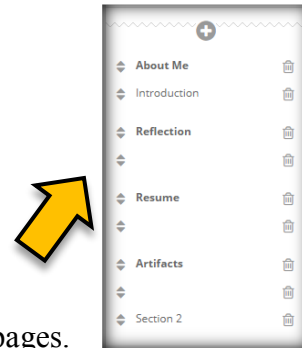 About Me
Introduction
Reflection
Resume
Artifacts
Section 2
pages.